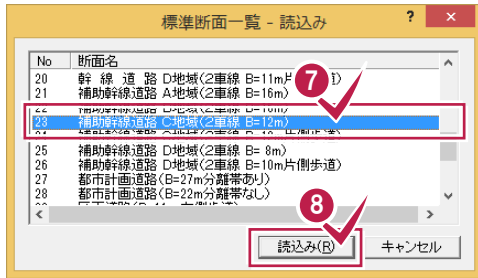 標準断面一覧 - 読込み
?
×
No 断面名
20 幹 線 道 路 D地域(2車線 B=11m片
21 補助幹線道路 A地域(2車線 B=16m)
7
23 補助幹線道路 C地域(2車線 B=12m)
25 補助幹線道路 D地域(2車線 B= 8m)
26 補助幹線道路 D地域(2車線 B=10m片側歩道)
27 都市計画道路(B=27m分離帯あり)
28 都市計画道路(B=22m分離帯なし)
8
読込み(R)
キャンセル